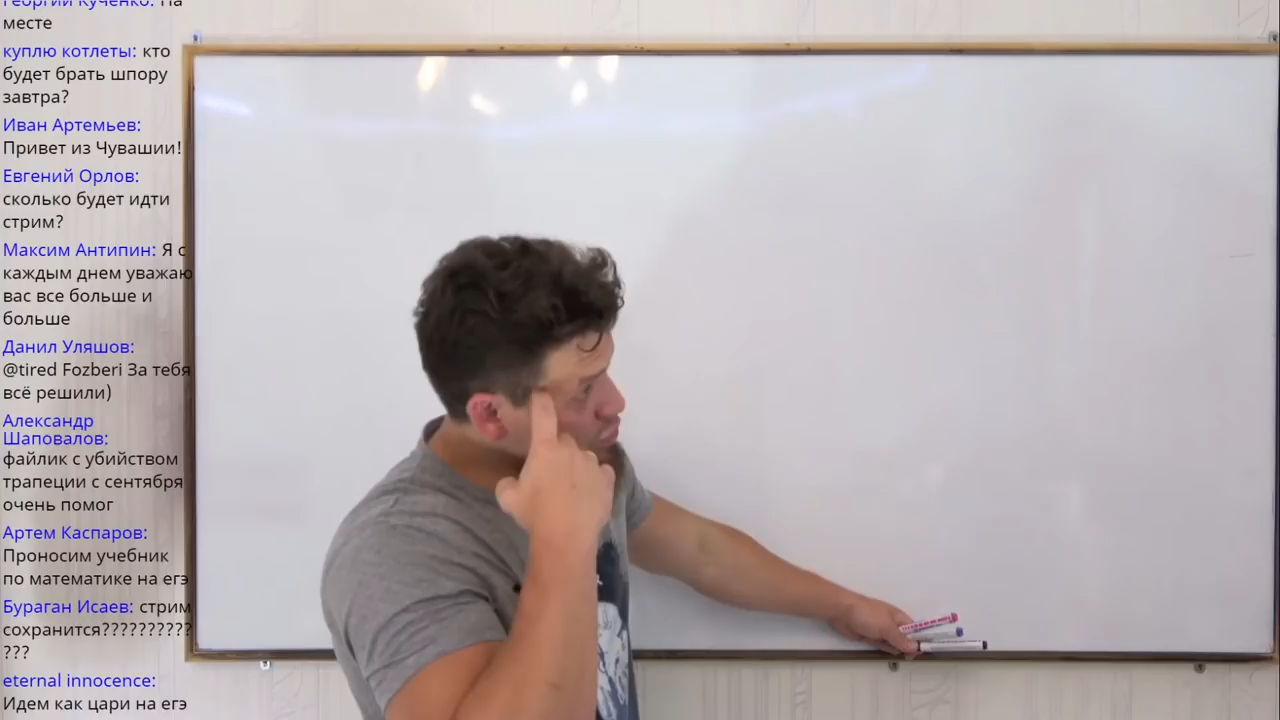 Георгий Кученко: На
месте
куплю котлеты: кто
будет брать шпору
завтра?
Иван Артемьев:
Привет из Чувашии!
Евгений Орлов:
сколько будет идти
стрим?
Максим Антипин: Я с
каждым днем уважаю
вас все больше и
больше
Данил Уляшов:
@tired Fozberi За тебя
всё решили)
Александр
Шаповалов:
файлик с убийством
трапеции с сентября
очень помог
Артем Каспаров:
Проносим учебник
по математике на егэ
Бураган Исаев: стрим
сохранится??????????
???
eternal innocence:
Идем как цари на егэ